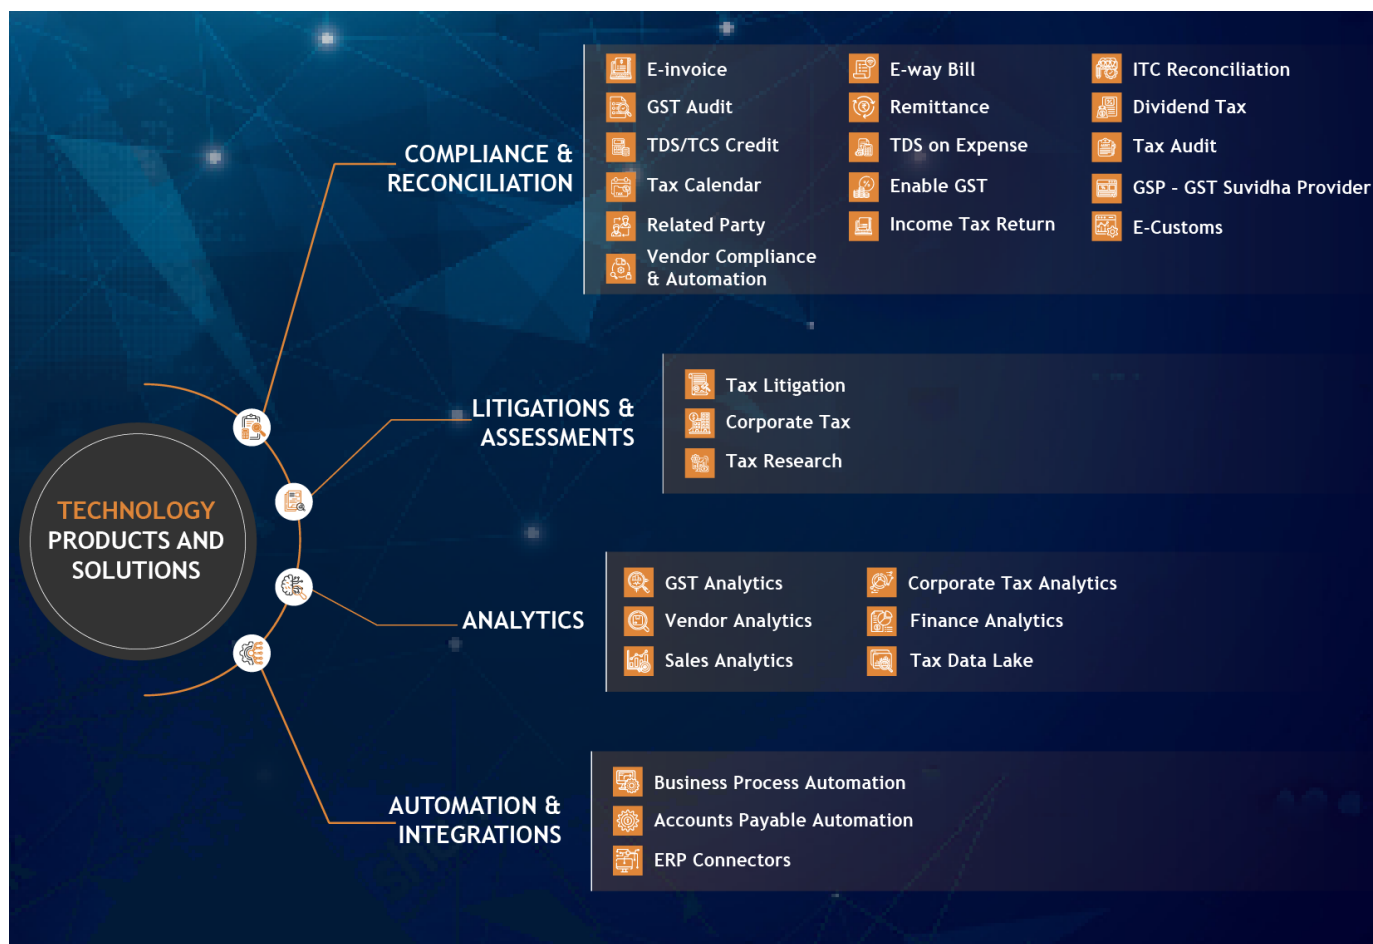 TECHNOLOGY
PRODUCTS AND
SOLUTIONS
COMPLIANCE &
RECONCILIATION
E-invoice
E-way Bill
ITC Reconciliation
GST Audit
Remittance
Dividend Tax
TDS/TCS Credit
TDS on Expense
Tax Audit
Tax Calendar
Enable GST
GSP - GST Suvidha Provider
Related Party
Income Tax Return
E-Customs
Vendor Compliance
& Automation
LITIGATIONS &
ASSESSMENTS
Tax Litigation
Corporate Tax
Tax Research
ANALYTICS
GST Analytics
Corporate Tax Analytics
Vendor Analytics
Finance Analytics
Sales Analytics
Tax Data Lake
AUTOMATION &
INTEGRATIONS
Business Process Automation
Accounts Payable Automation
ERP Connectors